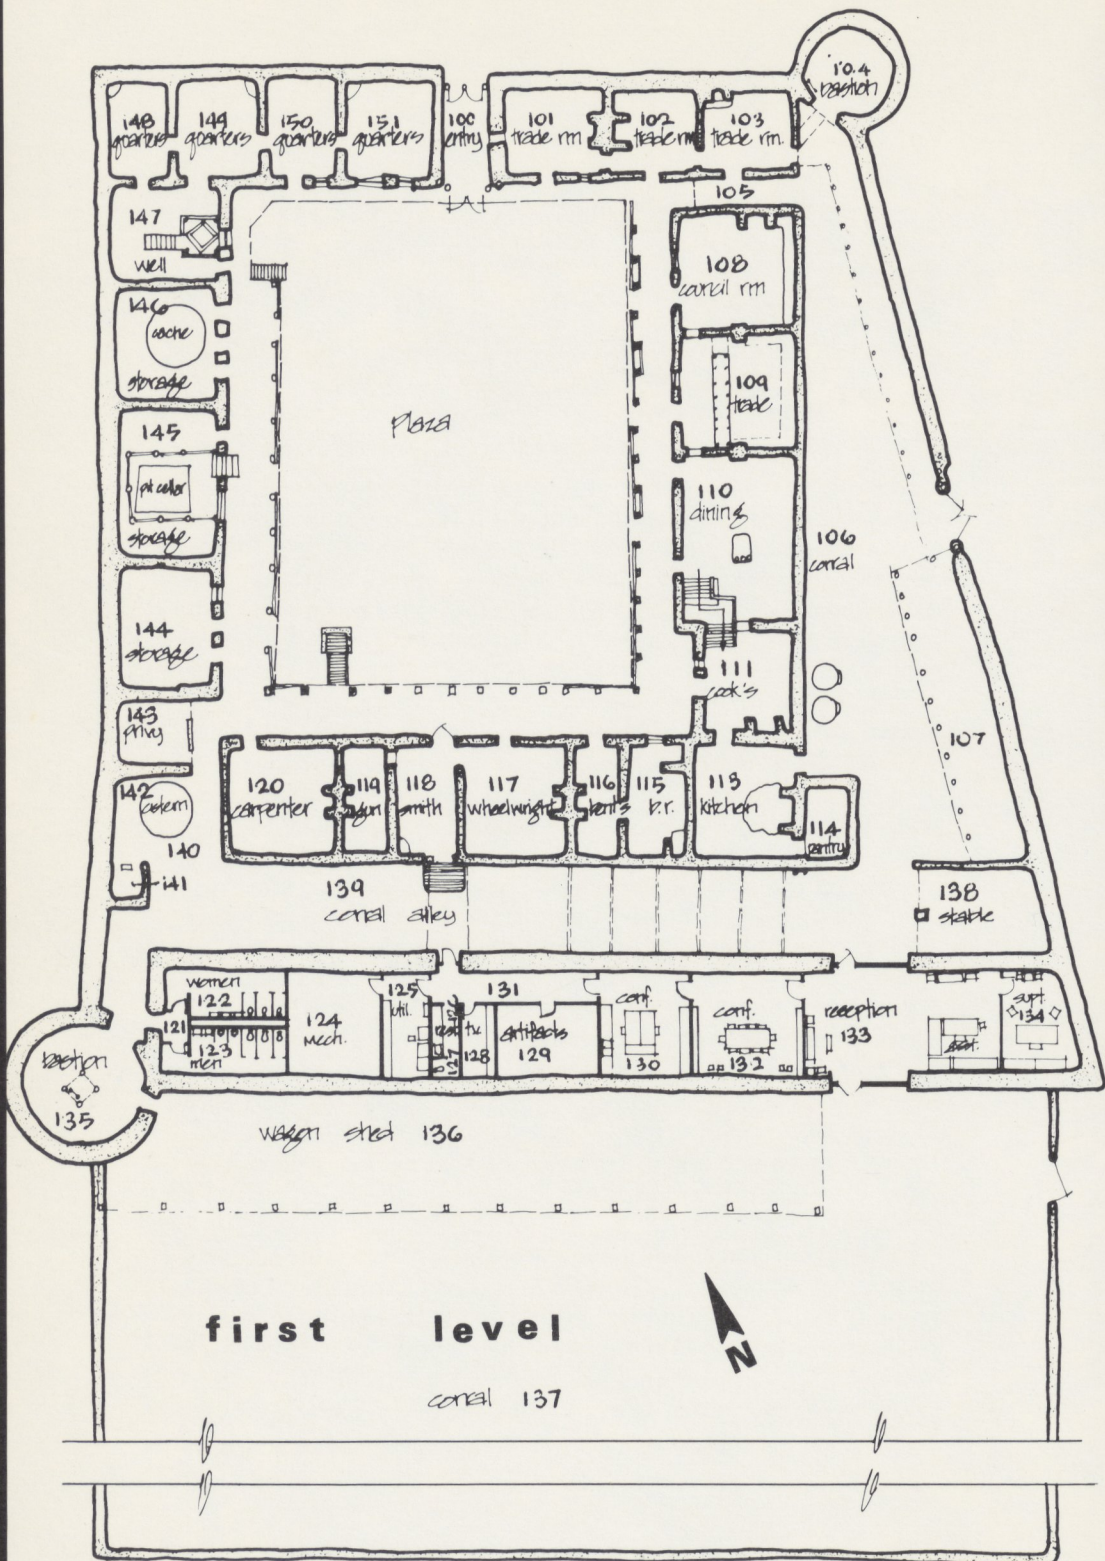 104
bastion
148
quarters
149
quarters
150
quarters
151
quarters
100
entry
101
trade rm
102
trade rm
103
trade rm.
105
147
well
108
council rm
146
cache
storage
109
trade
Plaza
145
pit cellar
storage
110
dining
106
corral
144
storage
111
cook's
143
privy
107
142
cistern
120
carpenter
119
gun
118
smith
117
wheelwright
116
kent's
115
b.r.
113
kitchen
114
pantry
140
141
139
corral alley
138
stable
women
122
121
123
men
124
mech.
125
util.
131
127
t.v.
128
artifacts
129
conf.
130
conf.
132
reception
133
supt.
134
bastion
135
wagon shed 136
first level
N
corral 137